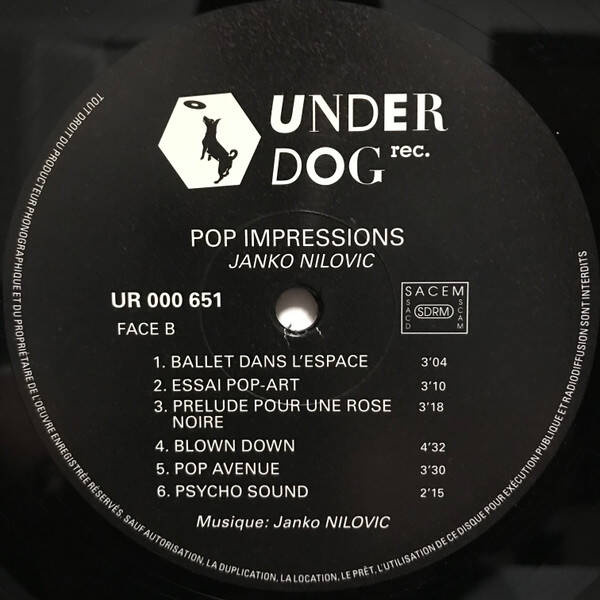 UNDER
DOG rec.
POP IMPRESSIONS
JANKO NILOVIC
UR 000 651
FACE B
SACEM
SACD
SDRM
SCAM
1. BALLET DANS L'ESPACE 3'04
2. ESSAI POP-ART 3'10
3. PRELUDE POUR UNE ROSE 3'18
NOIRE
4. BLOWN DOWN 4'32
5. POP AVENUE 3'30
6. PSYCHO SOUND 2'15
Musique: Janko NILOVIC
TOUT DROIT DU PRODUCTEUR PHONOGRAPHIQUE ET DU PROPRIÉTAIRE DE L'OEUVRE ENREGISTRÉE RÉSERVÉS. SAUF AUTORISATION, LA DUPLICATION, LA LOCATION, LE PRÊT, L'UTILISATION DE CE DISQUE POUR EXÉCUTION PUBLIQUE ET RADIODIFFUSION SONT INTERDITS